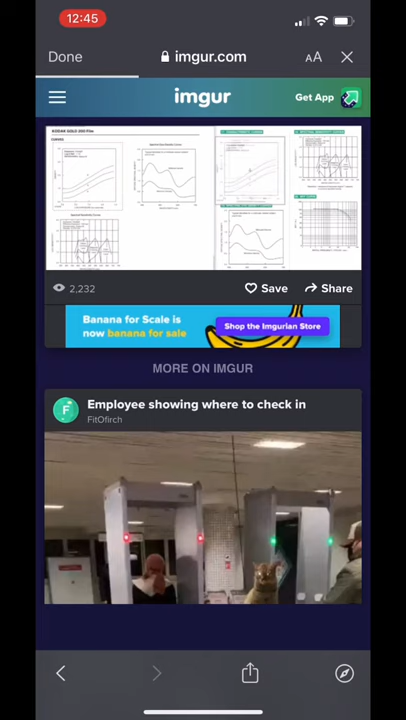 12:45
Done
imgur.com
AA
imgur
Get App
KODAK GOLD 200 Film
CURVES
2,232
Save
Share
Banana for Scale is
now banana for sale
Shop the Imgurian Store
MORE ON IMGUR
F
Employee showing where to check in
FitOfirch